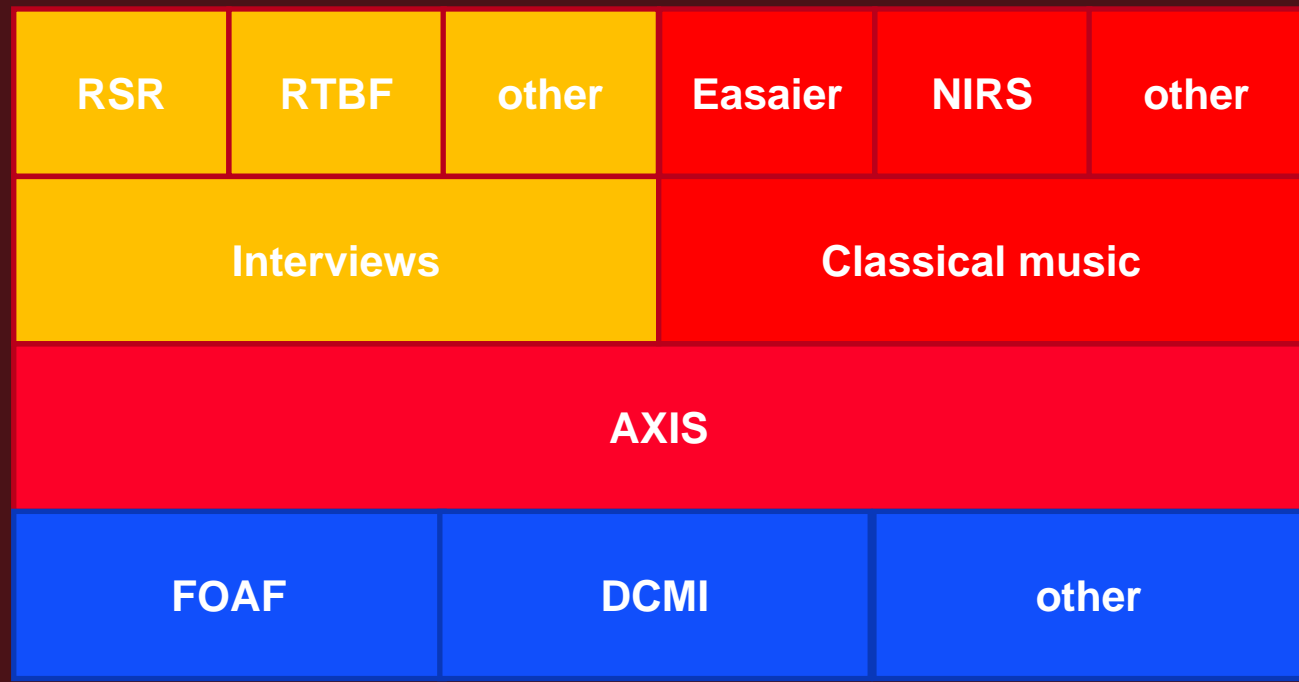 RSR
RTBF
other
Easaier
NIRS
other
Interviews
Classical music
AXIS
FOAF
DCMI
other